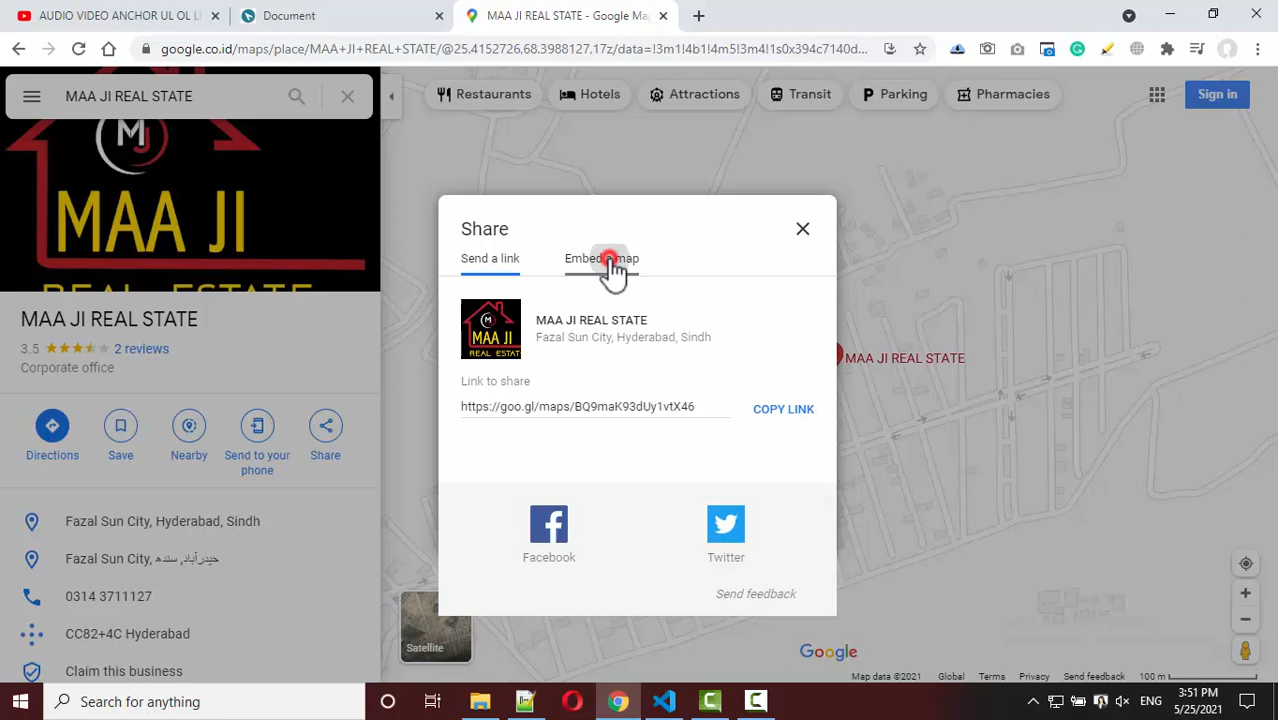 AUDIO VIDEO ANCHOR UL OL L
Document
MAA JI REAL STATE - Google Ma
google.co.id/maps/place/MAA+JI+REAL+STATE/@25.4152726,68.3988127,17z/data=!3m1!4b1!4m5!3m4!1s0x394c7140d...
MAA JI REAL STATE
Restaurants
Hotels
Attractions
Transit
Parking
Pharmacies
Sign in
MJ
MAA JI
REAL ESTATE
MAA JI REAL STATE
3.5
2 reviews
Corporate office
Directions
Save
Nearby
Send to your
phone
Share
Fazal Sun City, Hyderabad, Sindh
Fazal Sun City, حیدرآباد, سندھ
0314 3711127
CC82+4C Hyderabad
Claim this business
Share
Send a link
Embed map
MAA JI
REAL ESTAT
MAA JI REAL STATE
Fazal Sun City, Hyderabad, Sindh
Link to share
https://goo.gl/maps/BQ9maK93dUy1vtX46
COPY LINK
Facebook
Twitter
Send feedback
MAA JI REAL STATE
Satellite
Google
Map data ©2021
Global
Terms
Privacy
Send feedback
100 m
Search for anything
ENG
3:51 PM
5/25/2021